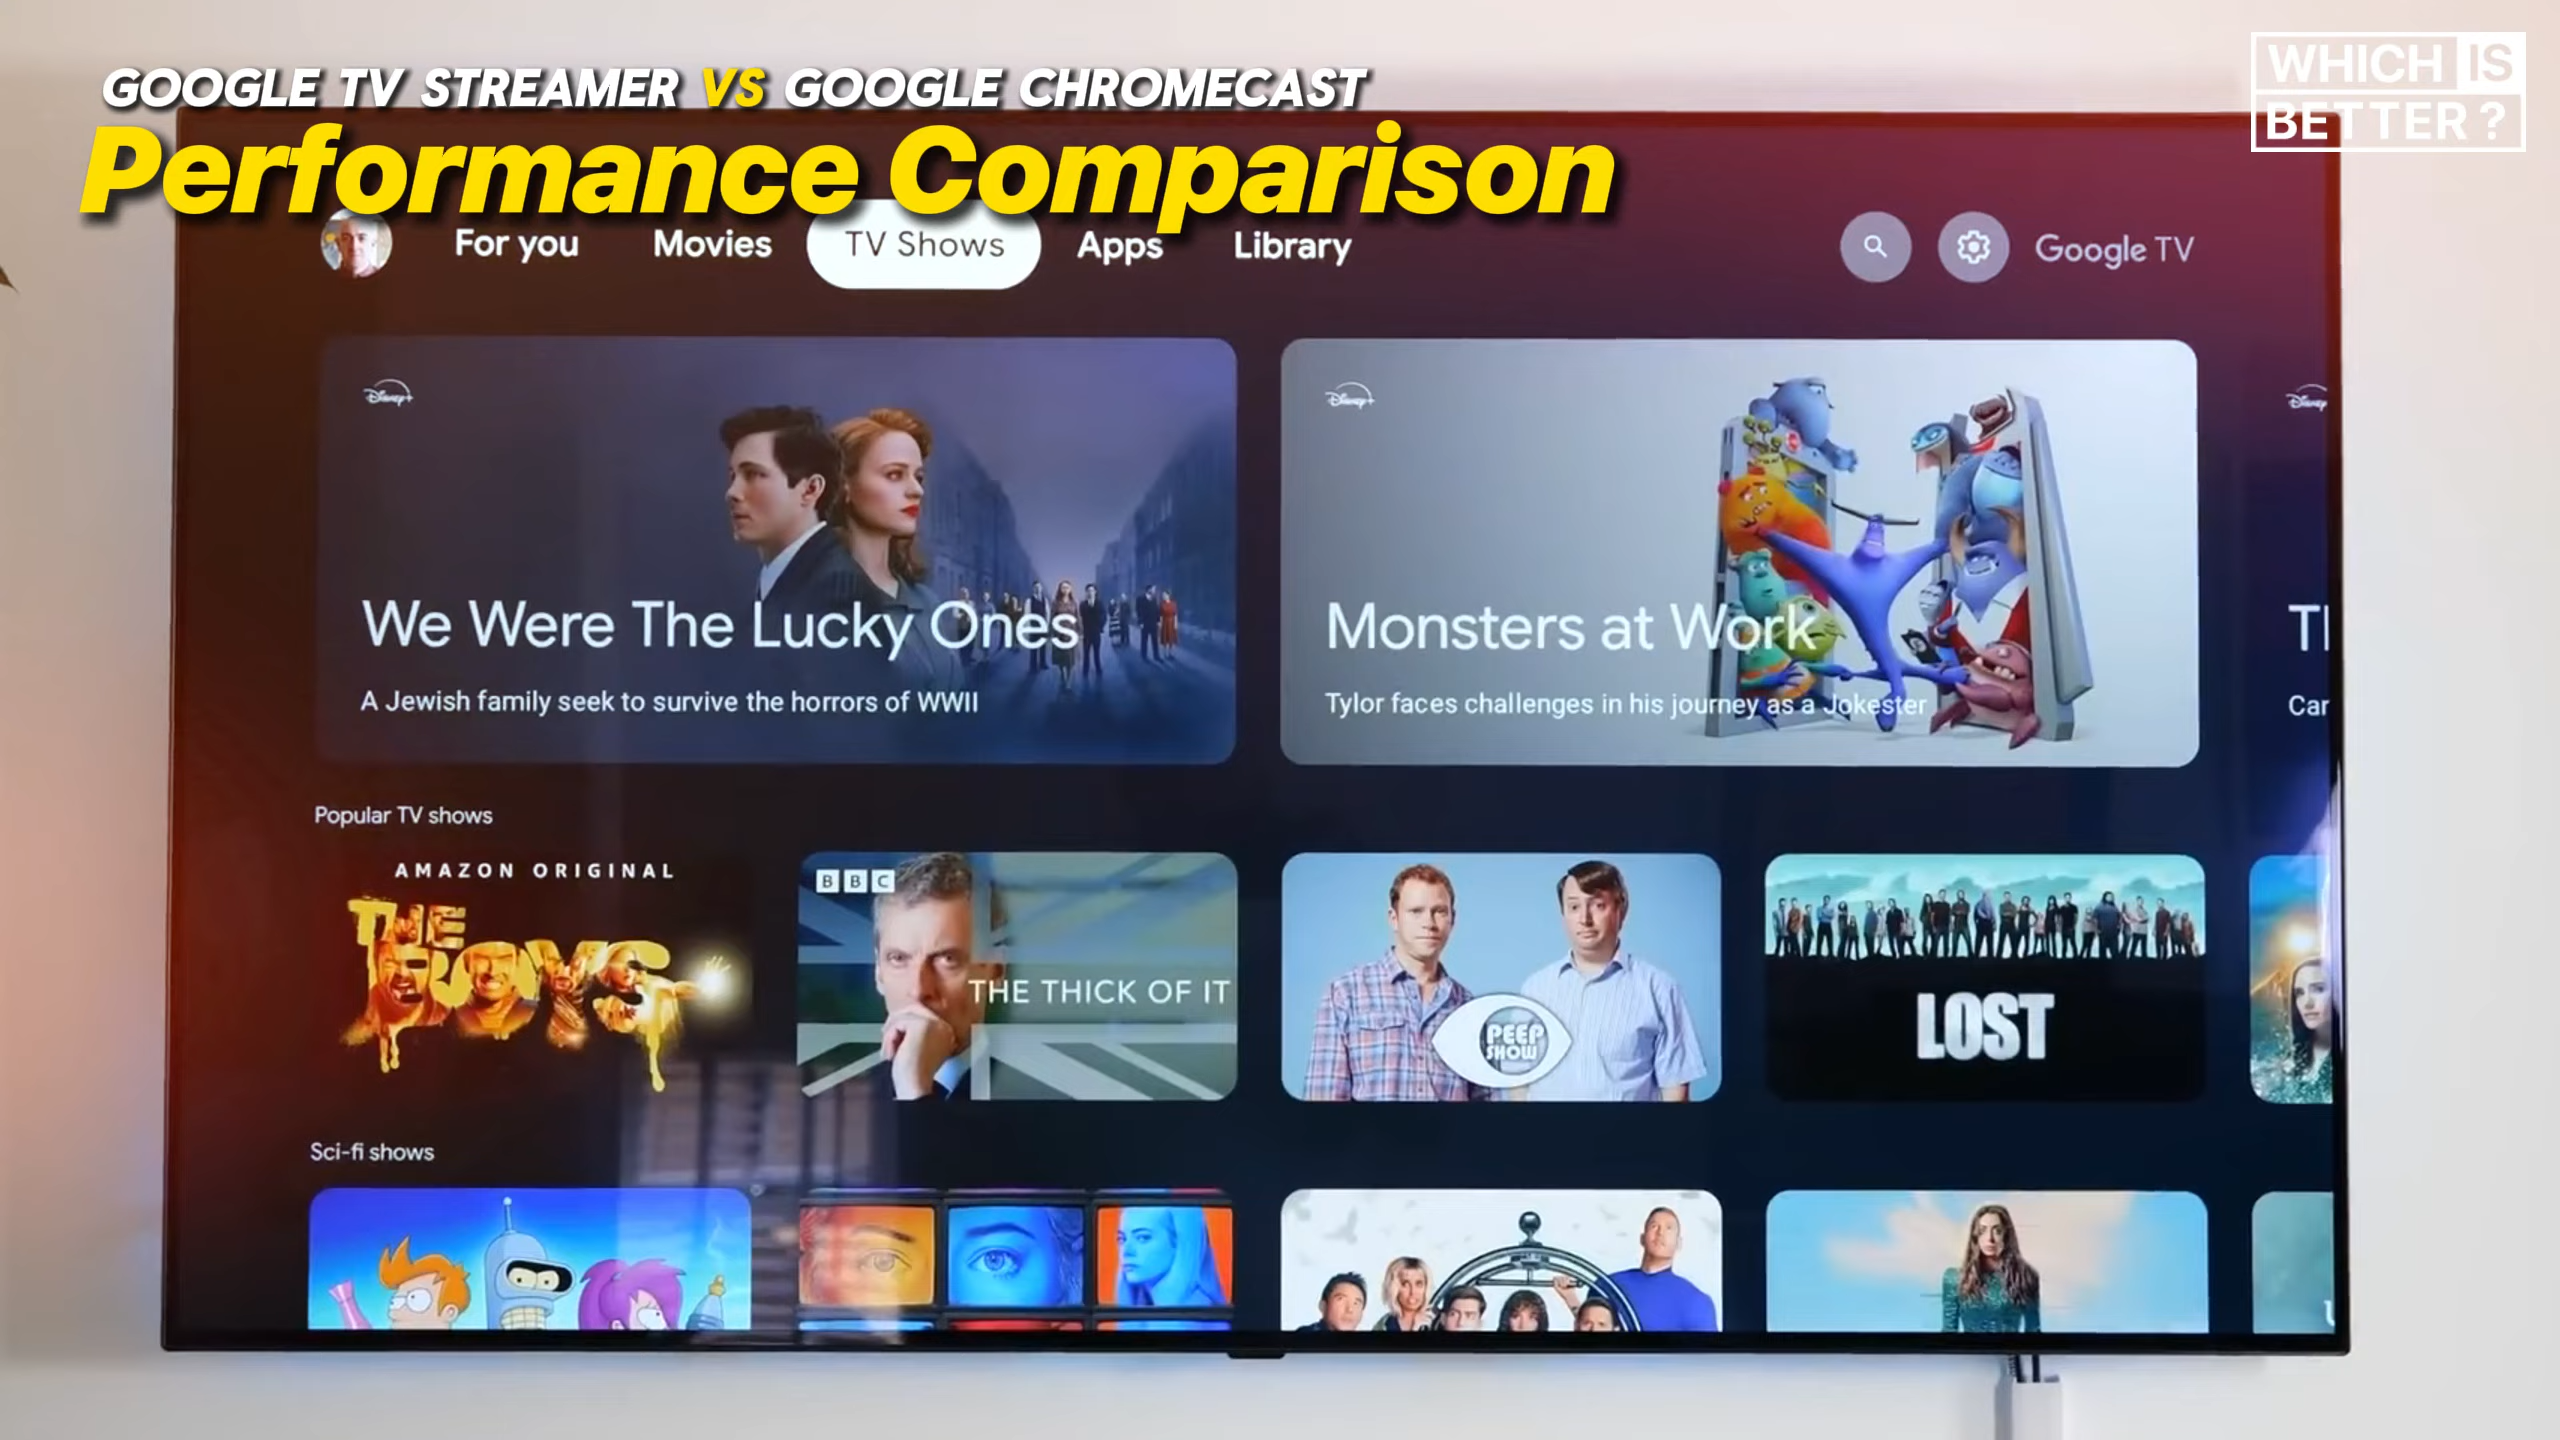 GOOGLE TV STREAMER VS GOOGLE CHROMECAST
Performance Comparison
WHICH IS
BETTER?
For you
Movies
TV Shows
Apps
Library
Google TV
Disney+
We Were The Lucky Ones
A Jewish family seek to survive the horrors of WWII
Disney+
Monsters at Work
Tylor faces challenges in his journey as a Jokester
Disney
Popular TV shows
AMAZON ORIGINAL
THE
BOYS
BBC
THE THICK OF IT
PEEP
SHOW
LOST
Sci-fi shows